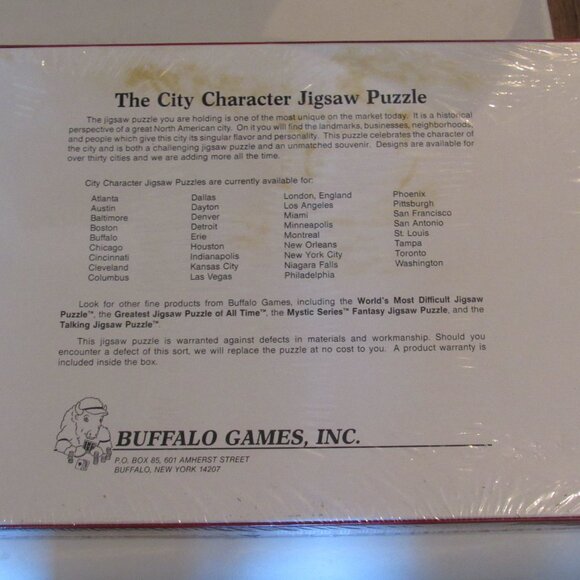 The City Character Jigsaw Puzzle
The jigsaw puzzle you are holding is one of the most unique on the market today. It is a historical
perspective of a great North American city. On it you will find the landmarks, businesses, neighborhoods,
and people which give this city its singular flavor and personality. This puzzle celebrates the character of
the city and is both a challenging jigsaw puzzle and an unmatched souvenir. Designs are available for
over thirty cities and we are adding more all the time.
City Character Jigsaw Puzzles are currently available for:
Atlanta
Austin
Baltimore
Boston
Buffalo
Chicago
Cincinnati
Cleveland
Columbus
Dallas
Dayton
Denver
Detroit
Erie
Houston
Indianapolis
Kansas City
Las Vegas
London, England
Los Angeles
Miami
Minneapolis
Montreal
New Orleans
New York City
Niagara Falls
Philadelphia
Phoenix
Pittsburgh
San Francisco
San Antonio
St. Louis
Tampa
Toronto
Washington
Look for other fine products from Buffalo Games, including the World's Most Difficult Jigsaw
Puzzle™, the Greatest Jigsaw Puzzle of All Time™, the Mystic Series™ Fantasy Jigsaw Puzzle, and the
Talking Jigsaw Puzzle™
This jigsaw puzzle is warranted against defects in materials and workmanship. Should you
encounter a defect of this sort, we will replace the puzzle at no cost to you. A product warranty is
included inside the box.
BUFFALO GAMES, INC.
P.O. BOX 85, 601 AMHERST STREET
BUFFALO, NEW YORK 14207